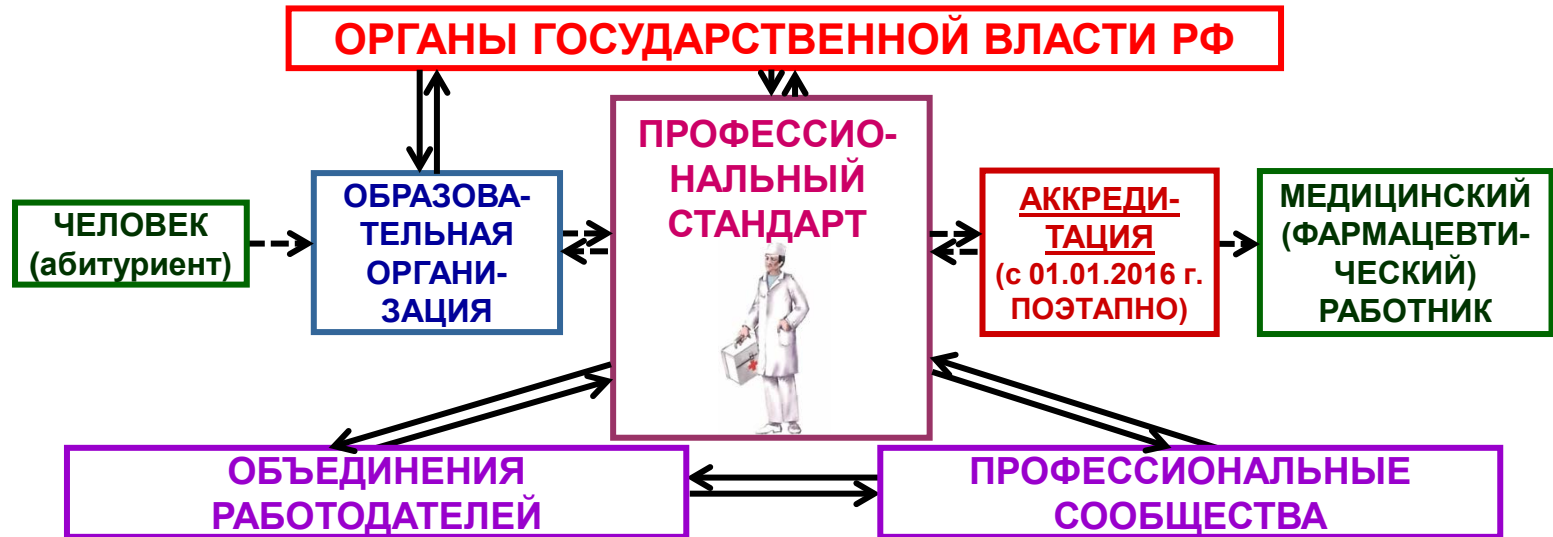 ОРГАНЫ ГОСУДАРСТВЕННОЙ ВЛАСТИ РФ
ЧЕЛОВЕК
(абитуриент)
ОБРАЗОВА-
ТЕЛЬНАЯ
ОРГАНИ-
ЗАЦИЯ
ПРОФЕССИО-
НАЛЬНЫЙ
СТАНДАРТ
АККРЕДИ-
ТАЦИЯ
(с 01.01.2016 г.
ПОЭТАПНО)
МЕДИЦИНСКИЙ
(ФАРМАЦЕВТИ-
ЧЕСКИЙ)
РАБОТНИК
ОБЪЕДИНЕНИЯ
РАБОТОДАТЕЛЕЙ
ПРОФЕССИОНАЛЬНЫЕ
СООБЩЕСТВА